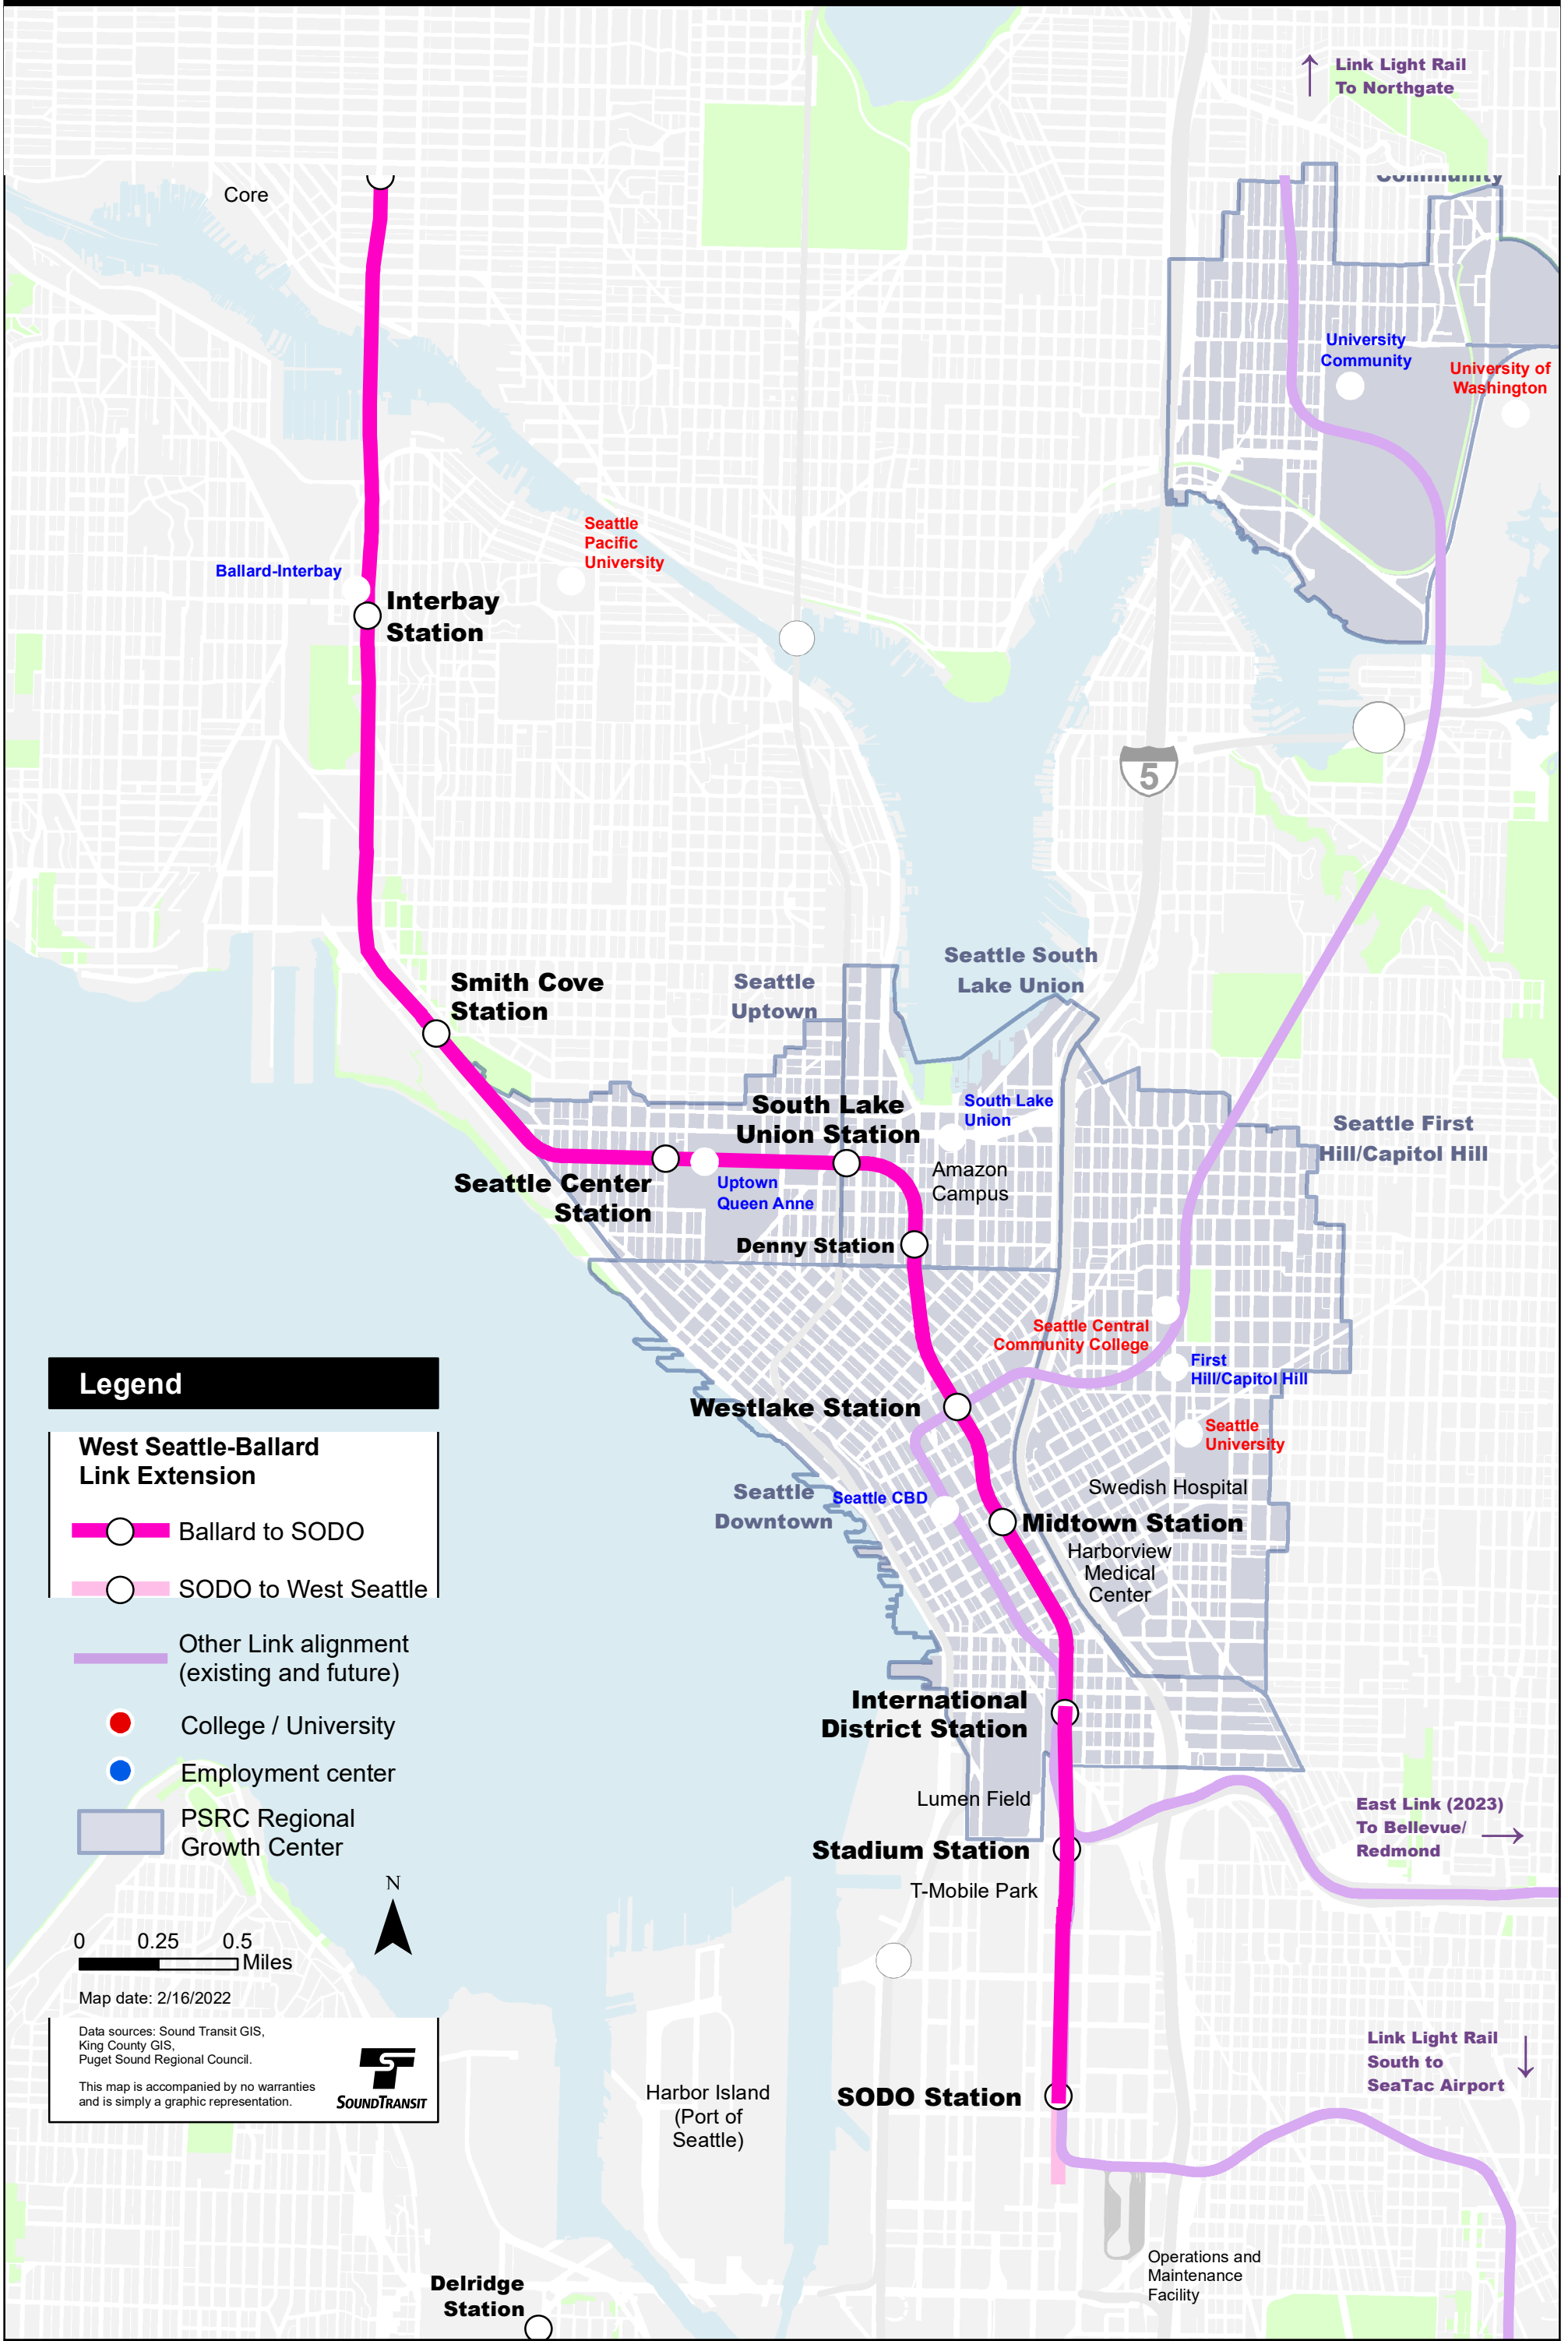 Link Light Rail
To Northgate
Community
Core
University
Community
University of
Washington
Seattle
Pacific
University
Ballard-Interbay
Interbay
Station
5
Seattle South
Lake Union
Smith Cove
Station
Seattle
Uptown
South Lake
Union Station
South Lake
Union
Seattle First
Hill/Capitol Hill
Amazon
Campus
Seattle Center
Station
Uptown
Queen Anne
Denny Station
Seattle Central
Community College
First
Hill/Capitol Hill
Westlake Station
Seattle
University
Swedish Hospital
Seattle
Downtown
Seattle CBD
Midtown Station
Harborview
Medical
Center
International
District Station
Lumen Field
Stadium Station
T-Mobile Park
East Link (2023)
To Bellevue/
Redmond
Link Light Rail
South to
SeaTac Airport
SODO Station
Harbor Island
(Port of
Seattle)
Operations and
Maintenance
Facility
Delridge
Station
Legend
West Seattle-Ballard
Link Extension
Ballard to SODO
SODO to West Seattle
Other Link alignment
(existing and future)
College / University
Employment center
PSRC Regional
Growth Center
N
0 0.25 0.5
Miles
Map date: 2/16/2022
Data sources: Sound Transit GIS,
King County GIS,
Puget Sound Regional Council.
This map is accompanied by no warranties
and is simply a graphic representation.
SOUNDTRANSIT